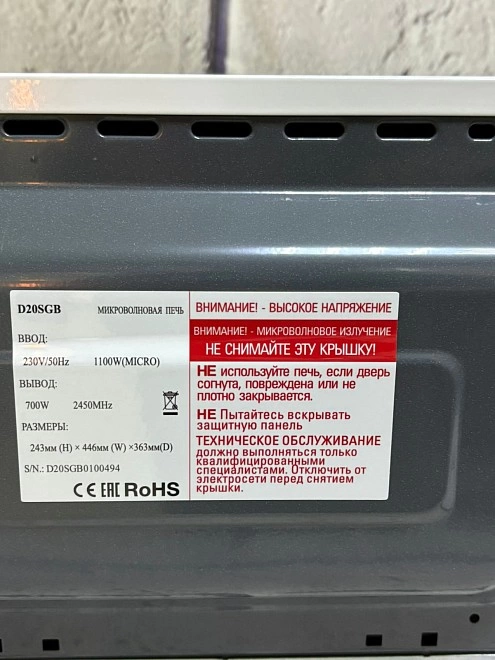 D20SGB МИКРОВОЛНОВАЯ ПЕЧЬ
ВВОД:
230V/50Hz 1100W(MICRO)
ВЫВОД:
700W 2450MHz
РАЗМЕРЫ:
243мм (H) × 446мм (W) ×363мм(D)
S/N.: D20SGB0100494
CE EAC RoHS
ВНИМАНИЕ! - ВЫСОКОЕ НАПРЯЖЕНИЕ
ВНИМАНИЕ! - МИКРОВОЛНОВОЕ ИЗЛУЧЕНИЕ
НЕ СНИМАЙТЕ ЭТУ КРЫШКУ!
НЕ используйте печь, если дверь
согнута, повреждена или не
плотно закрывается.
НЕ Пытайтесь вскрывать
защитную панель
ТЕХНИЧЕСКОЕ ОБСЛУЖИВАНИЕ
должно выполняться только
квалифицированными
специалистами. Отключить от
электросети перед снятием
крышки.